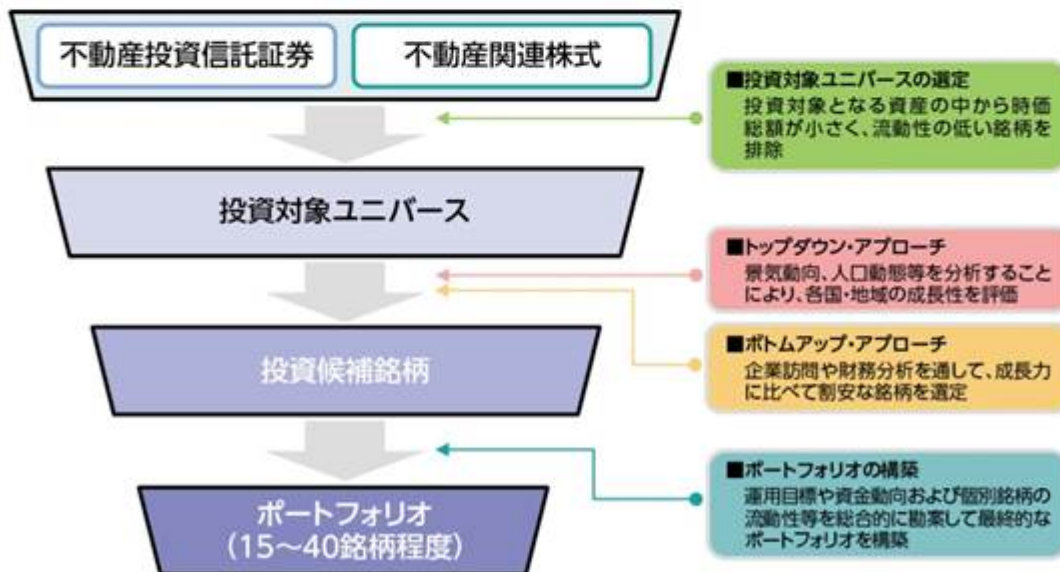 不動産投資信託証券
不動産関連株式
■投資対象ユニバースの選定
投資対象となる資産の中から時価
総額が小さく、流動性の低い銘柄を
排除
投資対象ユニバース
■トップダウン・アプローチ
景気動向、人口動態等を分析すること
により、各国・地域の成長性を評価
■ボトムアップ・アプローチ
企業訪問や財務分析を通して、成長力
に比べて割安な銘柄を選定
投資候補銘柄
■ポートフォリオの構築
運用目標や資金動向および個別銘柄の
流動性等を総合的に勘案して最終的な
ポートフォリオを構築
ポートフォリオ
(15~40銘柄程度)